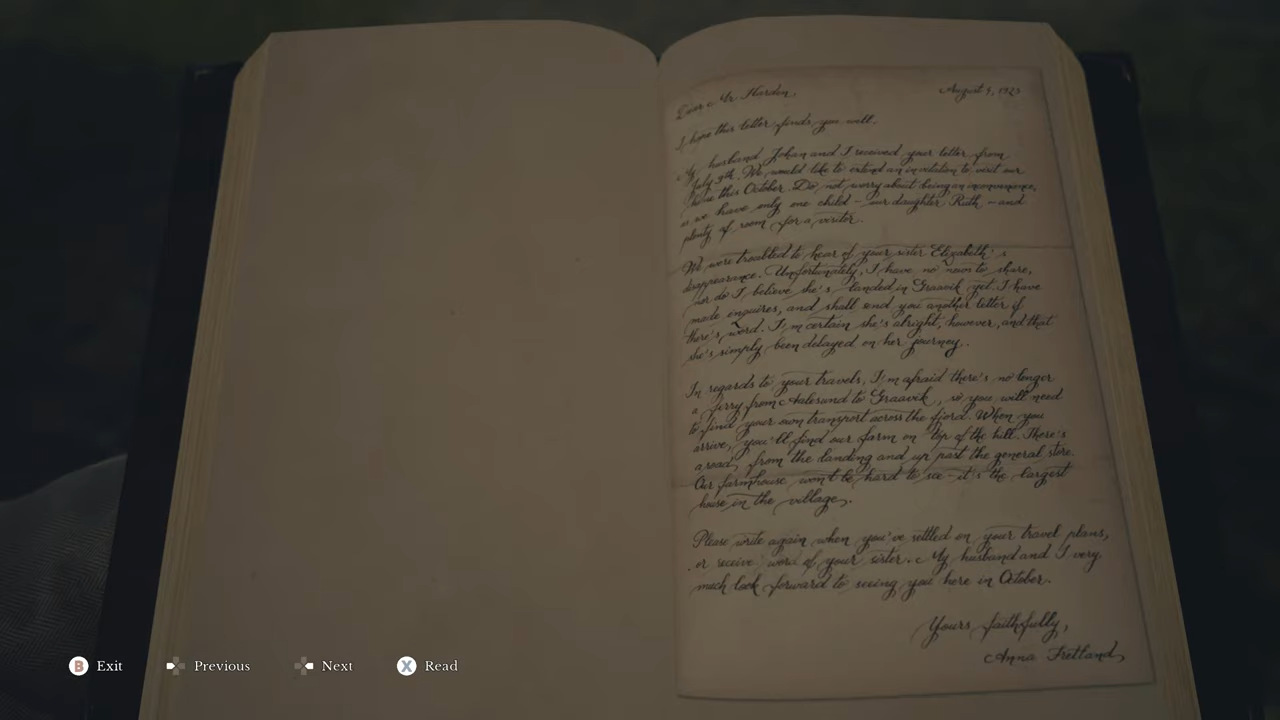 Dear Mr Harden, August 9, 1923
I hope this letter finds you well.
My husband Johan and I received your letter from
July 9th. We would like to extend an invitation to visit our
home this October. Do not worry about being an inconvenience,
as we have only one child – our daughter Ruth – and
plenty of room for a visitor.
We were troubled to hear of your sister Elizabeth's
disappearance. Unfortunately, I have no news to share,
nor do I believe she's landed in Graavik yet. I have
made inquires, and shall send you another letter if
there's word. I'm certain she's alright, however, and that
she's simply been delayed on her journey.
In regards to your travels, I'm afraid there's no longer
a ferry from Aalesund to Graavik, so you will need
to find your own transport across the fjord. When you
arrive, you'll find our farm on top of the hill. There's
a road, from the landing and up past the general store.
Our farmhouse won't be hard to see – it's the largest
house in the village.
Please write again when you've settled on your travel plans,
or receive word of your sister. My husband and I very
much look forward to seeing you here in October.
Yours faithfully,
Anna Fretland
B Exit Previous Next X Read